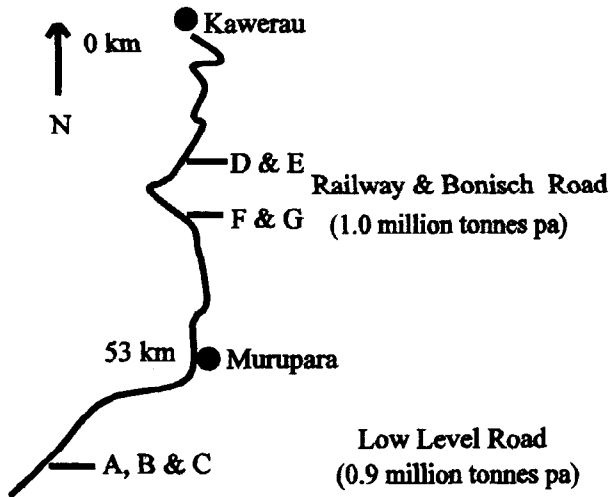 Kawerau
0 km
N
D & E
Railway & Bonisch Road
F & G
(1.0 million tonnes pa)
53 km
Murupara
Low Level Road
A, B & C
(0.9 million tonnes pa)